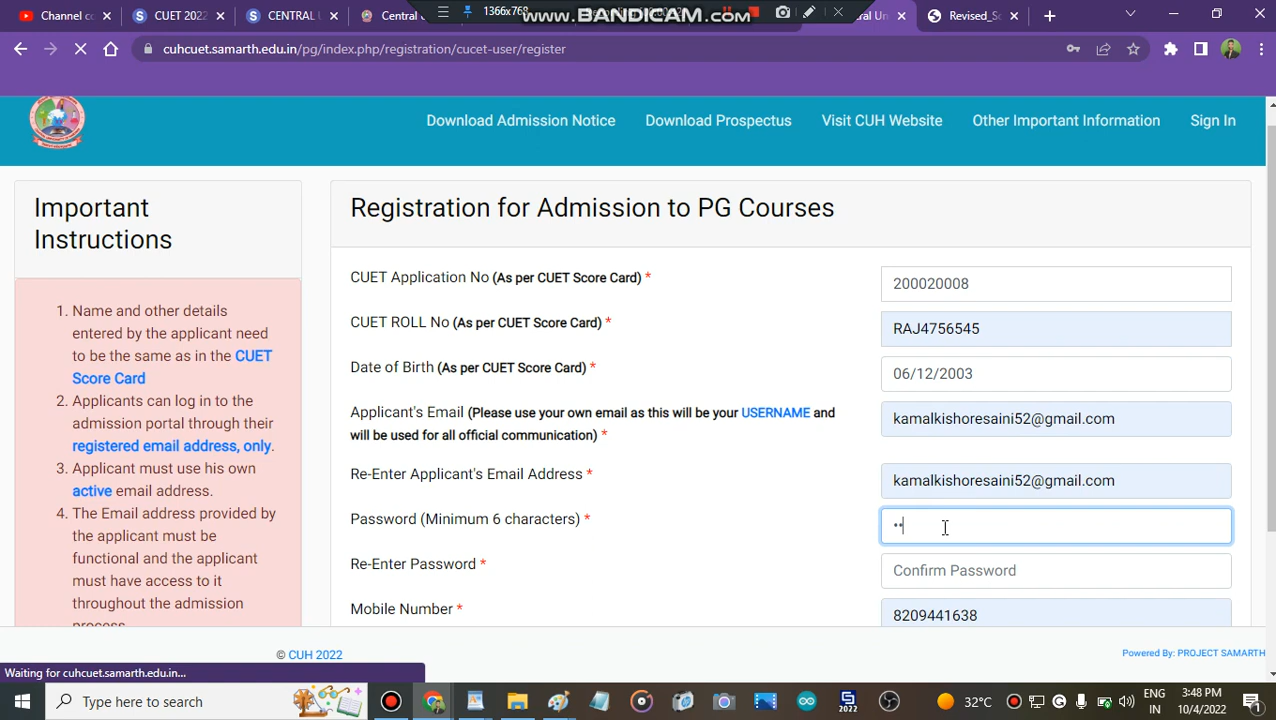 Comput
CUET 2022
CENTRAL U
Central
1366x768
www.BANDICAM.com
al Un
Revised_Sc
cuhcuet.samarth.edu.in/pg/index.php/registration/cucet-user/register
Download Admission Notice
Download Prospectus
Visit CUH Website
Other Important Information
Sign In
Important
Instructions
1. Name and other details
entered by the applicant need
to be the same as in the CUET
Score Card
2. Applicants can log in to the
admission portal through their
registered email address, only.
3. Applicant must use his own
active email address.
4. The Email address provided by
the applicant must be
functional and the applicant
must have access to it
throughout the admission
process.
Registration for Admission to PG Courses
CUET Application No (As per CUET Score Card) *
200020008
CUET ROLL No (As per CUET Score Card) *
RAJ4756545
Date of Birth (As per CUET Score Card) *
06/12/2003
Applicant's Email (Please use your own email as this will be your USERNAME and
will be used for all official communication) *
kamalkishoresaini52@gmail.com
Re-Enter Applicant's Email Address *
kamalkishoresaini52@gmail.com
Password (Minimum 6 characters) *
••
Re-Enter Password *
Confirm Password
Mobile Number *
8209441638
© CUH 2022
Powered By: PROJECT SAMARTH
Waiting for cuhcuet.samarth.edu.in...
Type here to search
2022
32°C
ENG
IN
3:48 PM
10/4/2022
1